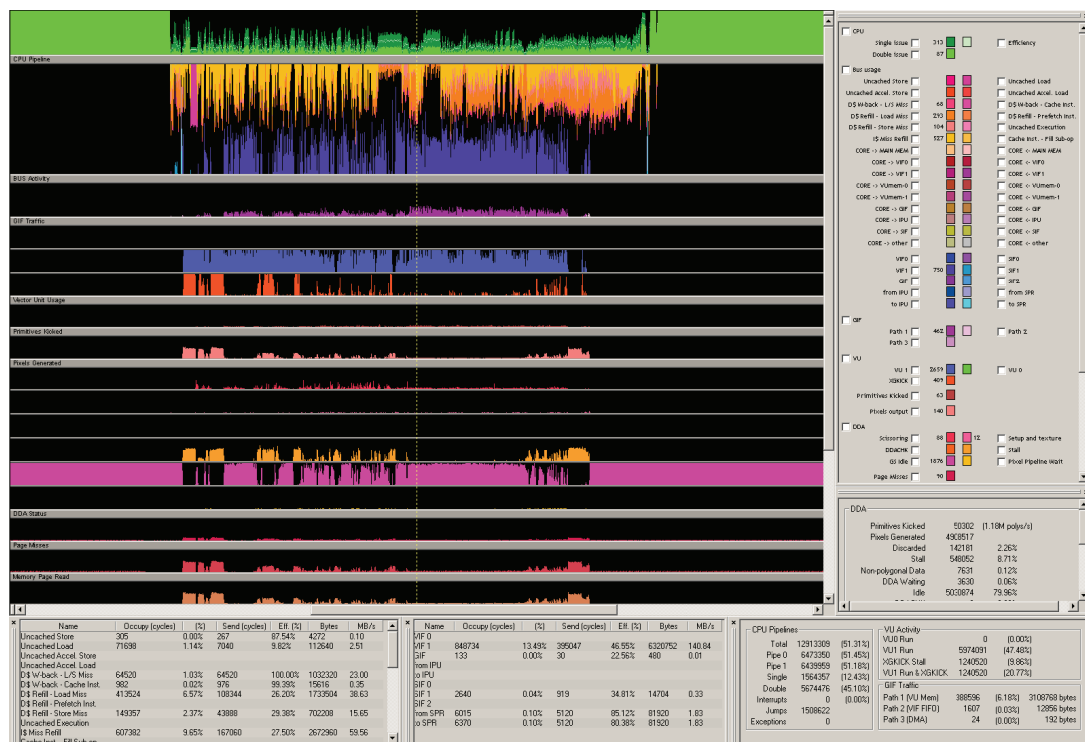 CPU Pipeline
BUS Activity
GIF Traffic
Vector Unit Usage
Primitives Kicked
Pixels Generated
DDA Status
Page Misses
Memory Page Read
CPU
Single Issue 313 Efficiency
Double Issue 87
Bus usage
Uncached Store Uncached Load
Uncached Accel. Store Uncached Accel. Load
D$ W-back - L/S Miss 68 D$ W-back - Cache Inst.
D$ Refill - Load Miss 293 D$ Refill - Prefetch Inst.
D$ Refill - Store Miss 104 Uncached Execution
I$ Miss Refill 527 Cache Inst. - Fill Sub-op
CORE -> MAIN MEM CORE <- MAIN MEM
CORE -> VIF0 CORE <- VIF0
CORE -> VIF1 CORE <- VIF1
CORE -> VUmem-0 CORE <- VUmem-0
CORE -> VUmem-1 CORE <- VUmem-1
CORE -> GIF CORE <- GIF
CORE -> IPU CORE <- IPU
CORE -> SIF CORE <- SIF
CORE -> other CORE <- other
VIF0 SIF0
VIF1 750 SIF1
GIF SIF2
from IPU from SPR
to IPU to SPR
GIF
Path 1 462 Path 2
Path 3
VU
VU 1 2659 VU 0
XGKICK 409
Primitives Kicked 63
Pixels output 140
DDA
Scissoring 88 12 Setup and texture
DDACHK Stall
GS Idle 1876 Pixel Pipeline Wait
Page Misses 90
DDA
Primitives Kicked 50302 (1.18M polys/s)
Pixels Generated 4908517
Discarded 142181 2.26%
Stall 548052 8.71%
Non-polygonal Data 7631 0.12%
DDA Waiting 3630 0.06%
Idle 5030874 79.96%
Name Occupy (cycles) (%) Send (cycles) Eff. (%) Bytes MB/s
Uncached Store 305 0.00% 267 87.54% 4272 0.10
Uncached Load 71698 1.14% 7040 9.82% 112640 2.51
Uncached Accel. Store
Uncached Accel. Load
D$ W-back - L/S Miss 64520 1.03% 64520 100.00% 1032320 23.00
D$ W-back - Cache Inst. 982 0.02% 976 99.39% 15616 0.35
D$ Refill - Load Miss 413524 6.57% 108344 26.20% 1733504 38.63
D$ Refill - Prefetch Inst.
D$ Refill - Store Miss 149357 2.37% 43888 29.38% 702208 15.65
Uncached Execution
I$ Miss Refill 607382 9.65% 167060 27.50% 2672960 59.56
Cache Inst. - Fill Sub-op
Name Occupy (cycles) (%) Send (cycles) Eff. (%) Bytes MB/s
VIF 0
VIF 1 848734 13.49% 395047 46.55% 6320752 140.84
GIF 133 0.00% 30 22.56% 480 0.01
from IPU
to IPU
GIF 0
GIF 1 2640 0.04% 919 34.81% 14704 0.33
GIF 2
from SPR 6015 0.10% 5120 85.12% 81920 1.83
to SPR 6370 0.10% 5120 80.38% 81920 1.83
CPU Pipelines
Total 12913309 (51.31%)
Pipe 0 6473350 (51.45%)
Pipe 1 6439959 (51.18%)
Single 1564357 (12.43%)
Double 5674476 (45.10%)
Interrupts 0 (0.00%)
Jumps 1508622
Exceptions 0
VU Activity
VU0 Run 0 (0.00%)
VU1 Run 5974091 (47.48%)
XGKICK Stall 1240520 (9.86%)
VU1 Run & XGKICK 1240520 (20.77%)
GIF Traffic
Path 1 (VU Mem) 388596 (6.18%) 3108768 bytes
Path 2 (VIF FIFO) 1607 (0.03%) 12856 bytes
Path 3 (DMA) 24 (0.00%) 192 bytes